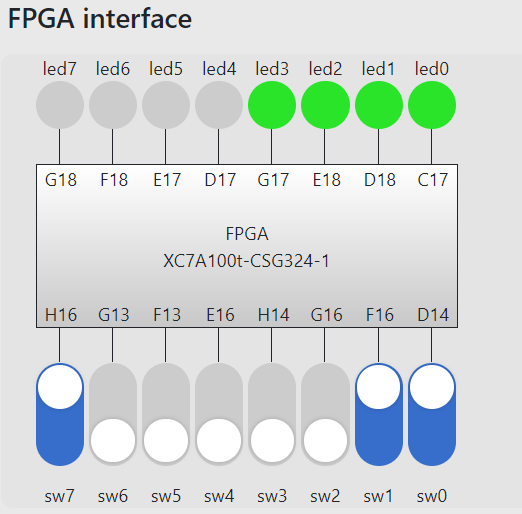 FPGA interface
led7 led6 led5 led4 led3 led2 led1 led0
G18 F18 E17 D17 G17 E18 D18 C17
FPGA
XC7A100t-CSG324-1
H16 G13 F13 E16 H14 G16 F16 D14
sw7 sw6 sw5 sw4 sw3 sw2 sw1 sw0